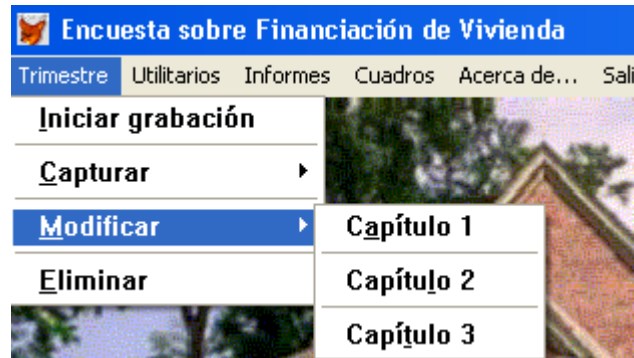 Encuesta sobre Financiación de Vivienda
Trimestre Utilitarios Informes Cuadros Acerca de...
Iniciar grabación
Capturar
Modificar
Capítulo 1
Eliminar
Capítulo 2
Capítulo 3